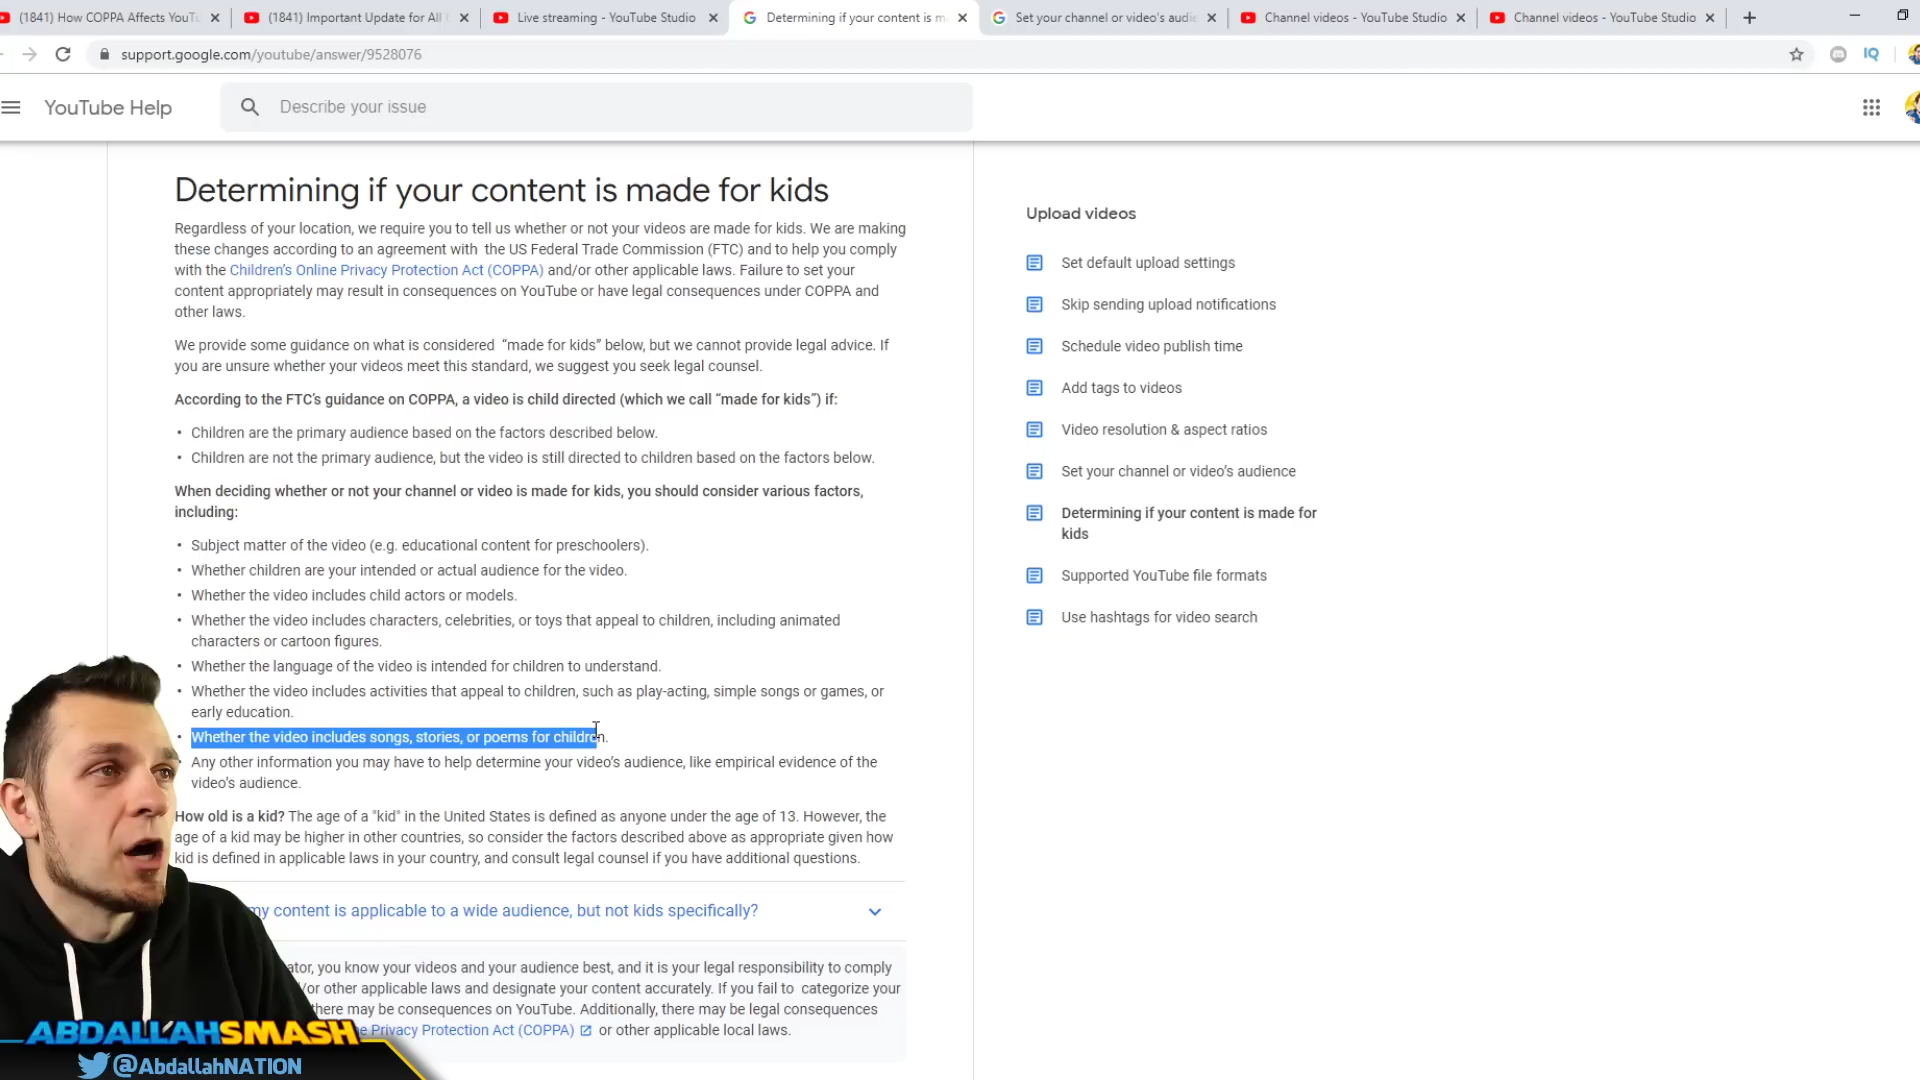 (1841) How COPPA Affects YouT
(1841) Important Update for All
Live streaming - YouTube Studio
Determining if your content is m
Set your channel or video's audie
Channel videos - YouTube Studio
Channel videos - YouTube Studio
support.google.com/youtube/answer/9528076
IQ
YouTube Help
Describe your issue
Determining if your content is made for kids
Regardless of your location, we require you to tell us whether or not your videos are made for kids. We are making
these changes according to an agreement with the US Federal Trade Commission (FTC) and to help you comply
with the Children's Online Privacy Protection Act (COPPA) and/or other applicable laws. Failure to set your
content appropriately may result in consequences on YouTube or have legal consequences under COPPA and
other laws.
We provide some guidance on what is considered “made for kids” below, but we cannot provide legal advice. If
you are unsure whether your videos meet this standard, we suggest you seek legal counsel.
According to the FTC's guidance on COPPA, a video is child directed (which we call “made for kids”) if:
• Children are the primary audience based on the factors described below.
• Children are not the primary audience, but the video is still directed to children based on the factors below.
When deciding whether or not your channel or video is made for kids, you should consider various factors,
including:
• Subject matter of the video (e.g. educational content for preschoolers).
• Whether children are your intended or actual audience for the video.
• Whether the video includes child actors or models.
• Whether the video includes characters, celebrities, or toys that appeal to children, including animated
characters or cartoon figures.
• Whether the language of the video is intended for children to understand.
• Whether the video includes activities that appeal to children, such as play-acting, simple songs or games, or
early education.
• Whether the video includes songs, stories, or poems for children.
Any other information you may have to help determine your video's audience, like empirical evidence of the
video's audience.
How old is a kid? The age of a "kid" in the United States is defined as anyone under the age of 13. However, the
age of a kid may be higher in other countries, so consider the factors described above as appropriate given how
kid is defined in applicable laws in your country, and consult legal counsel if you have additional questions.
my content is applicable to a wide audience, but not kids specifically?
ator, you know your videos and your audience best, and it is your legal responsibility to comply
/or other applicable laws and designate your content accurately. If you fail to categorize your
there may be consequences on YouTube. Additionally, there may be legal consequences
e Privacy Protection Act (COPPA) or other applicable local laws.
Upload videos
Set default upload settings
Skip sending upload notifications
Schedule video publish time
Add tags to videos
Video resolution & aspect ratios
Set your channel or video's audience
Determining if your content is made for
kids
Supported YouTube file formats
Use hashtags for video search
ABDALLAHSMASH
@AbdallahNATION